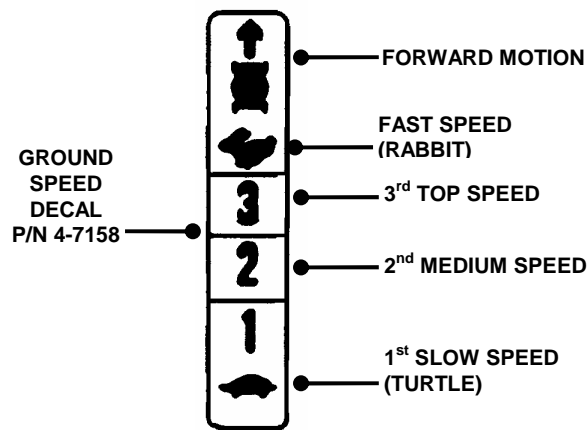 FORWARD MOTION
FAST SPEED
(RABBIT)
GROUND
SPEED
DECAL
P/N 4-7158
3
3rd TOP SPEED
2
2nd MEDIUM SPEED
1
1st SLOW SPEED
(TURTLE)